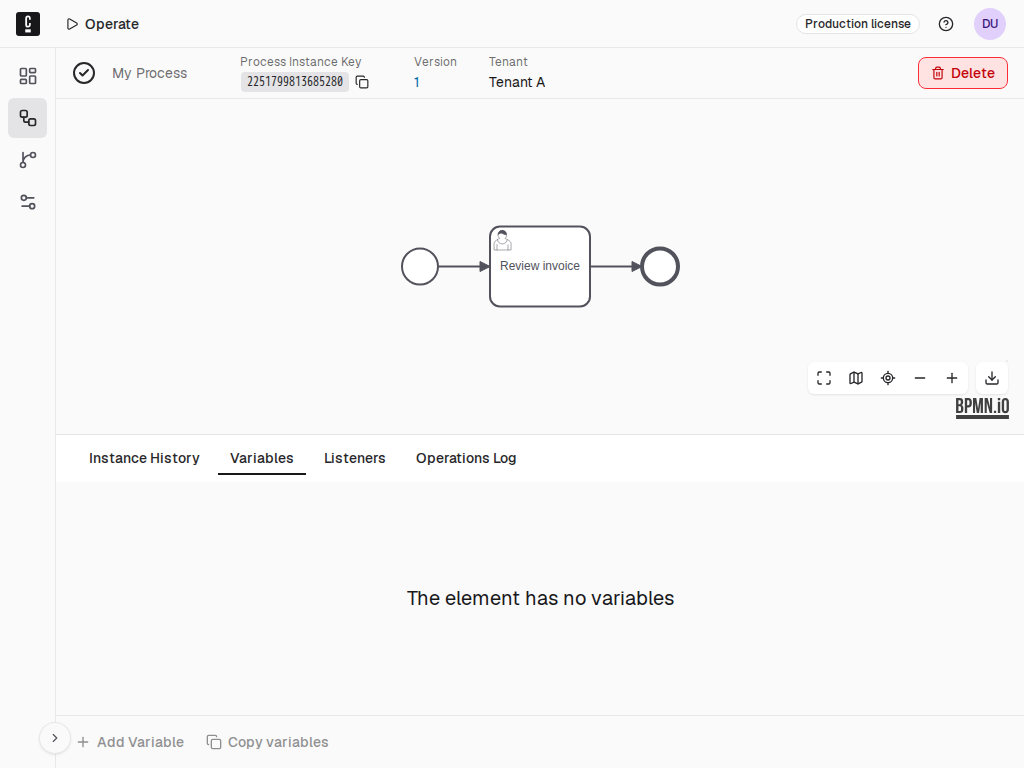 Operate
Production license
DU
My Process
Process Instance Key
2251799813685280
Version
1
Tenant
Tenant A
Delete
Review invoice
BPMN.iO
Instance History
Variables
Listeners
Operations Log
The element has no variables
Add Variable
Copy variables